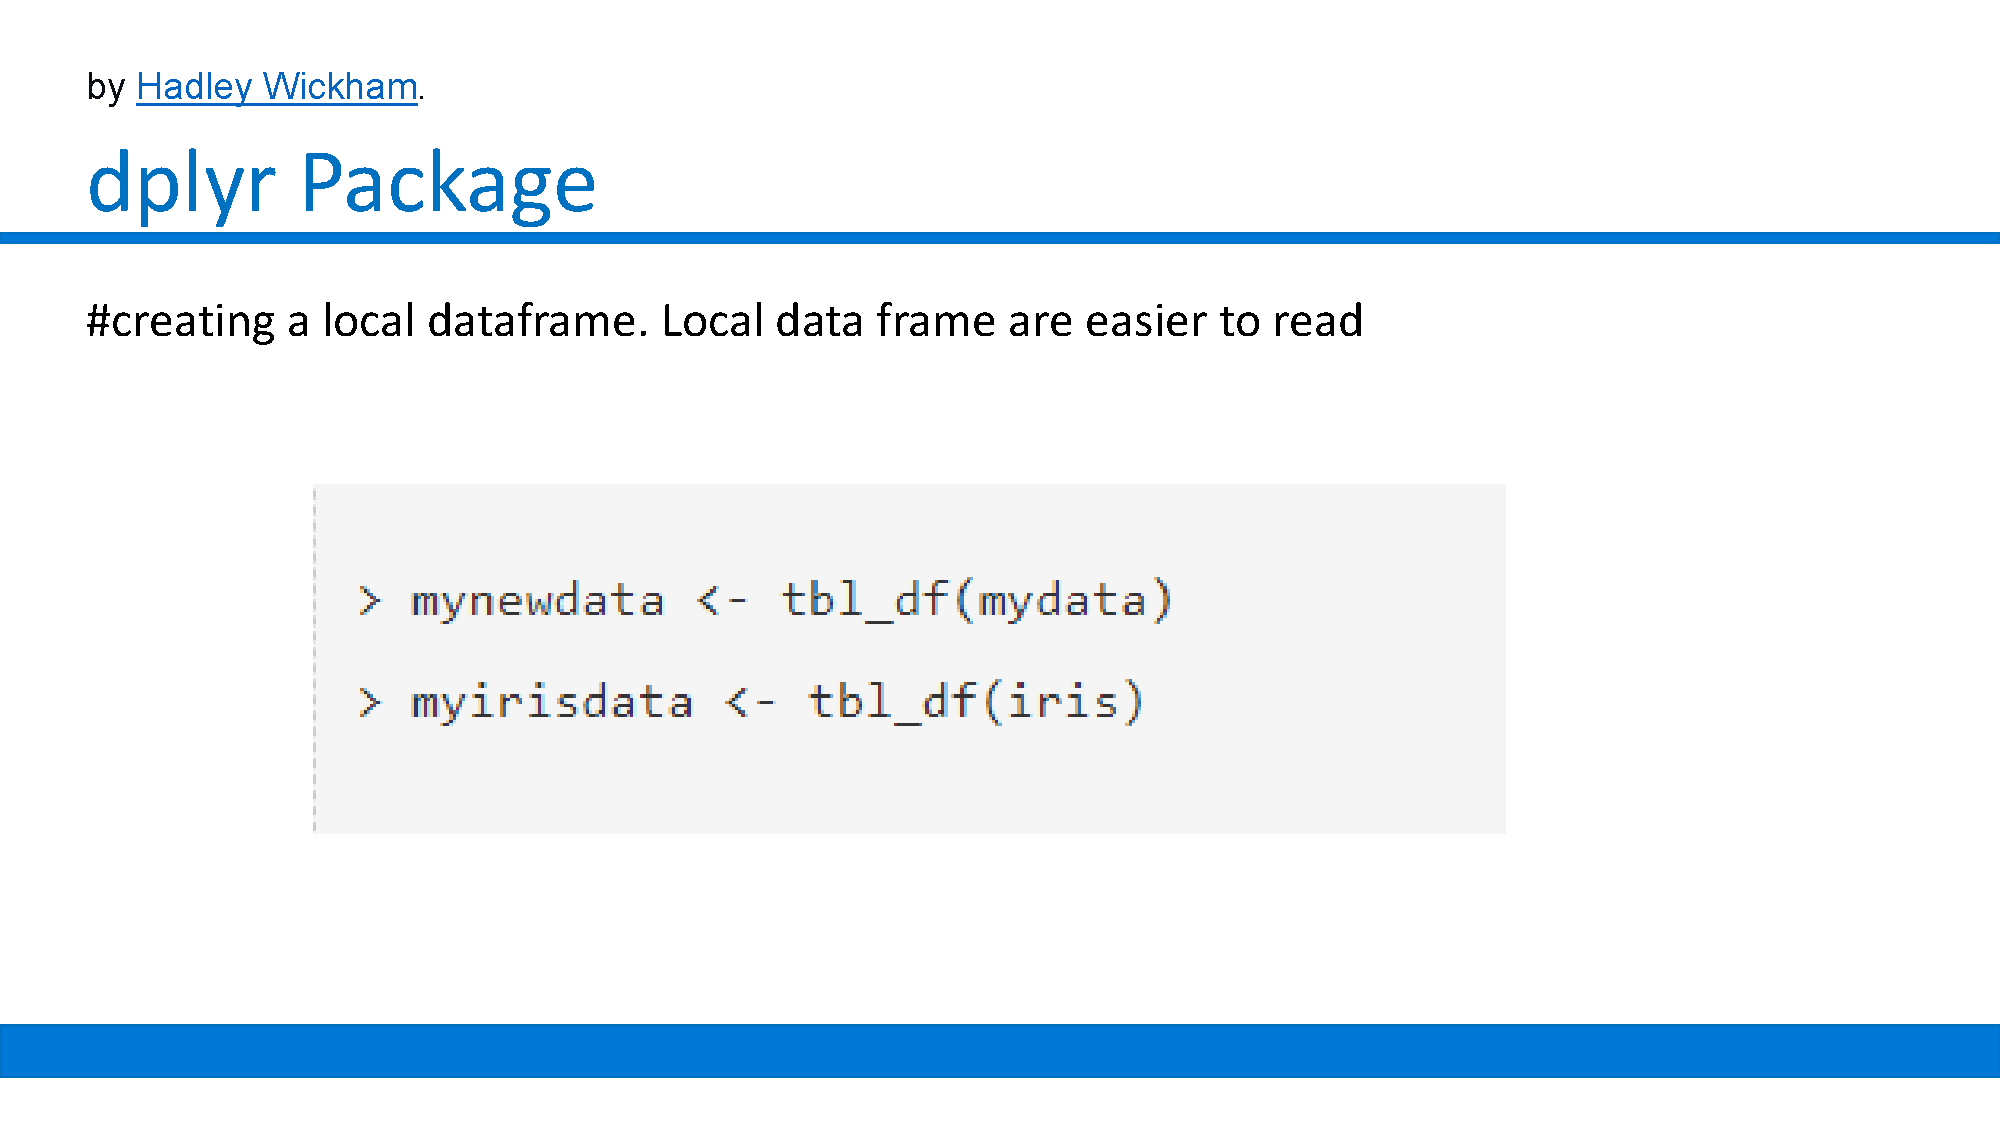 by Hadley Wickham.
dplyr Package
#creating a local dataframe. Local data frame are easier to read
> mynewdata <- tbl_df(mydata)
> myirisdata <- tbl_df(iris)